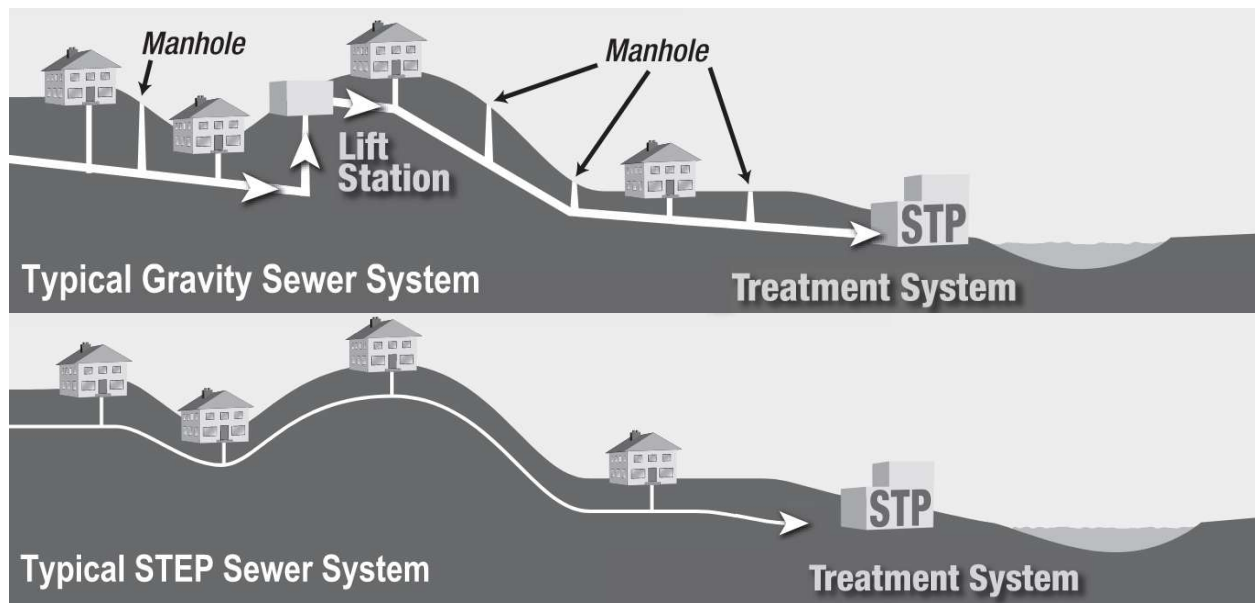 Manhole
Manhole
Lift
Station
STP
Typical Gravity Sewer System
Treatment System
STP
Typical STEP Sewer System
Treatment System